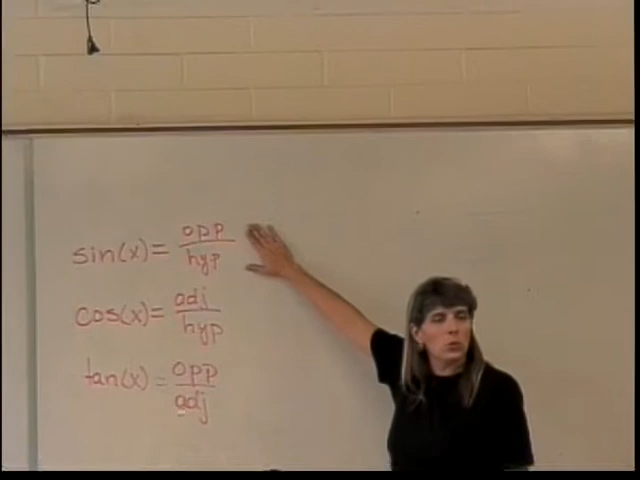 sin(x) = opp/hyp
cos(x) = adj/hyp
tan(x) = opp/adj